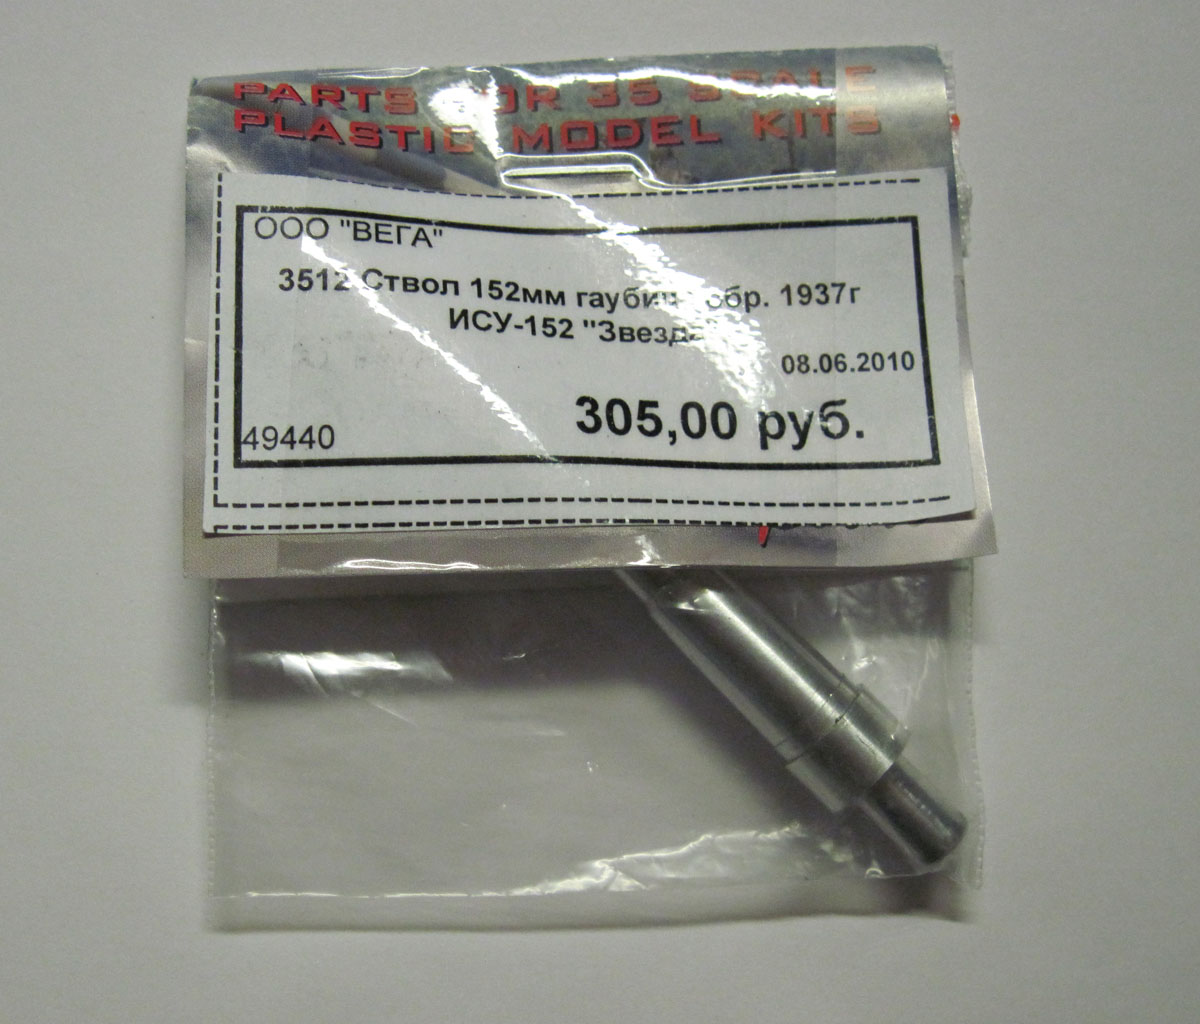 PARTS FOR 35 SCALE
PLASTIC MODEL KITS
ООО "ВЕГА"
3512 Ствол 152мм обр. 1937г
ИСУ-152 "Звезда"
08.06.2010
305,00 руб.
49440